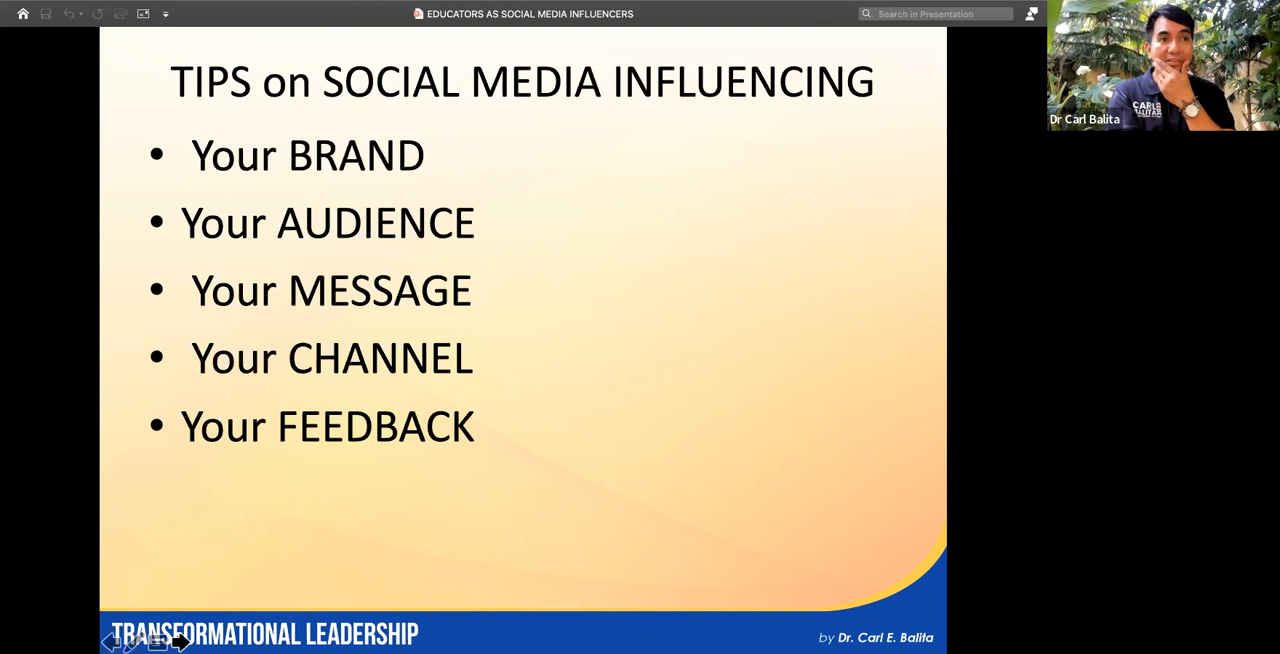 EDUCATORS AS SOCIAL MEDIA INFLUENCERS
Search in Presentation
TIPS on SOCIAL MEDIA INFLUENCING
• Your BRAND
• Your AUDIENCE
• Your MESSAGE
• Your CHANNEL
• Your FEEDBACK
TRANSFORMATIONAL LEADERSHIP
by Dr. Carl E. Balita
Dr Carl Balita